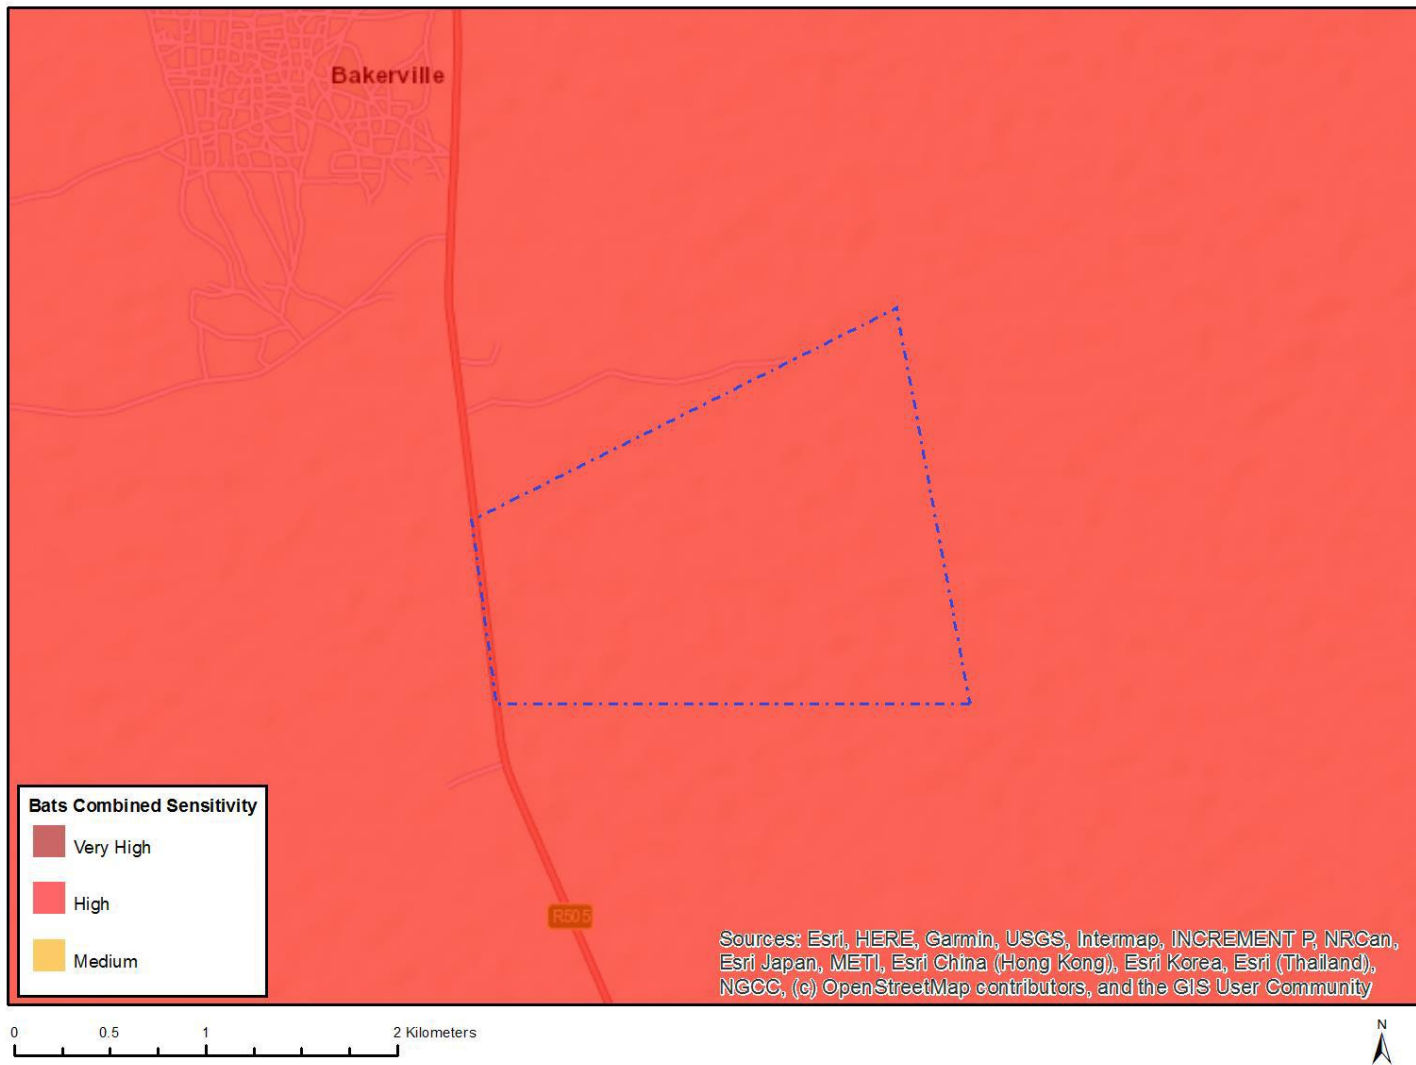 Bakerville
Bats Combined Sensitivity
Very High
High
Medium
R505
Sources: Esri, HERE, Garmin, USGS, Intermap, INCREMENT P, NRCan,
Esri Japan, METI, Esri China (Hong Kong), Esri Korea, Esri (Thailand),
NGCC, (c) OpenStreetMap contributors, and the GIS User Community
0 0.5 1 2 Kilometers
N